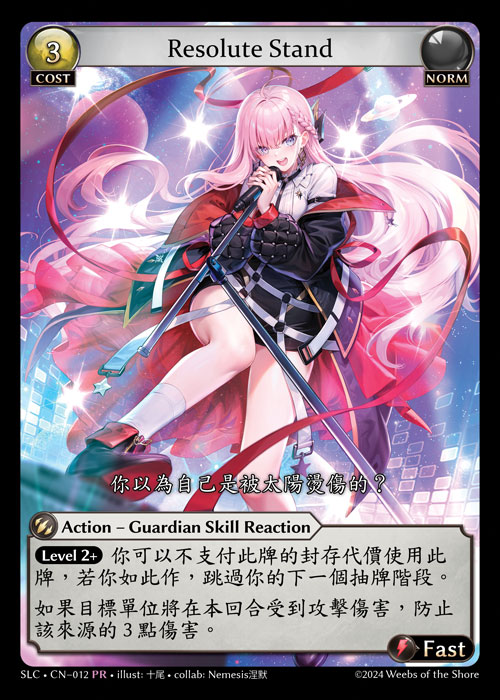 3
Resolute Stand
COST
NORM
你以為自己是被太陽燙傷的？
Action – Guardian Skill Reaction
Level 2+ 你可以不支付此牌的封存代價使用此
牌，若你如此作，跳過你的下一個抽牌階段。
如果目標單位將在本回合受到攻擊傷害，防止
該來源的 3 點傷害。
Fast
SLC • CN–012 PR • illust: 十尾 • collab: Nemesis涅默
©2024 Weebs of the Shore